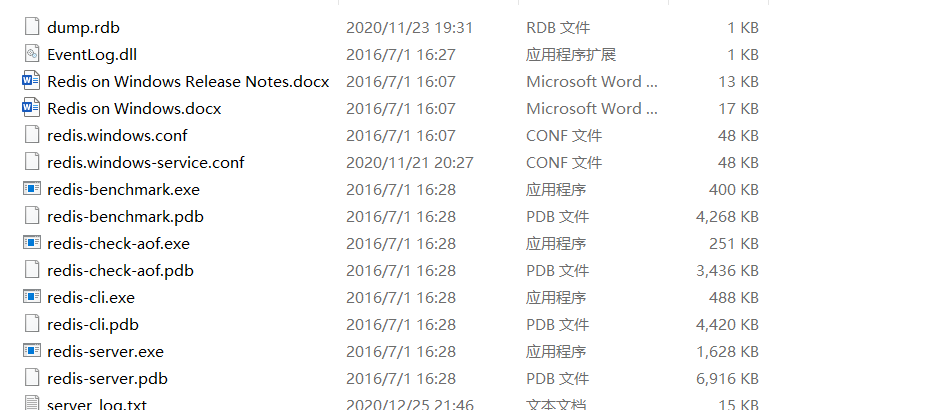 dump.rdb 2020/11/23 19:31 RDB 文件 1 KB
EventLog.dll 2016/7/1 16:27 应用程序扩展 1 KB
Redis on Windows Release Notes.docx 2016/7/1 16:07 Microsoft Word ... 13 KB
Redis on Windows.docx 2016/7/1 16:07 Microsoft Word ... 17 KB
redis.windows.conf 2016/7/1 16:07 CONF 文件 48 KB
redis.windows-service.conf 2020/11/21 20:27 CONF 文件 48 KB
redis-benchmark.exe 2016/7/1 16:28 应用程序 400 KB
redis-benchmark.pdb 2016/7/1 16:28 PDB 文件 4,268 KB
redis-check-aof.exe 2016/7/1 16:28 应用程序 251 KB
redis-check-aof.pdb 2016/7/1 16:28 PDB 文件 3,436 KB
redis-cli.exe 2016/7/1 16:28 应用程序 488 KB
redis-cli.pdb 2016/7/1 16:28 PDB 文件 4,420 KB
redis-server.exe 2016/7/1 16:28 应用程序 1,628 KB
redis-server.pdb 2016/7/1 16:28 PDB 文件 6,916 KB
server_log.txt 2020/12/25 21:46 文本文档 15 KB